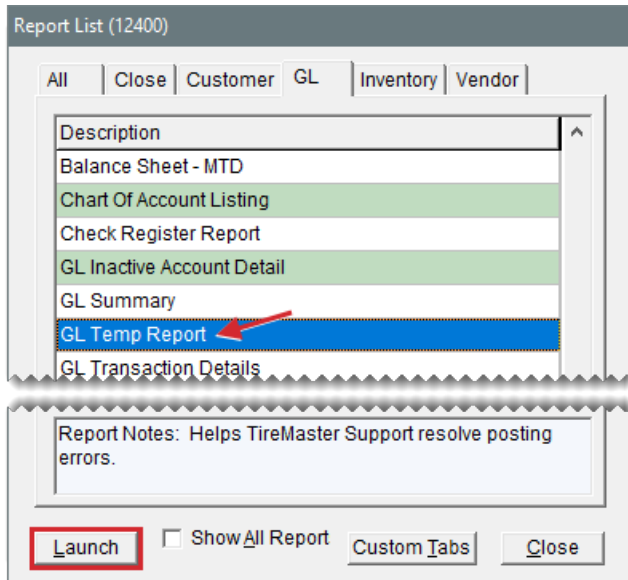 Report List (12400)
All Close Customer GL Inventory Vendor
Description
Balance Sheet - MTD
Chart Of Account Listing
Check Register Report
GL Inactive Account Detail
GL Summary
GL Temp Report
GL Transaction Details
Report Notes: Helps TireMaster Support resolve posting
errors.
Launch Show All Report Custom Tabs Close